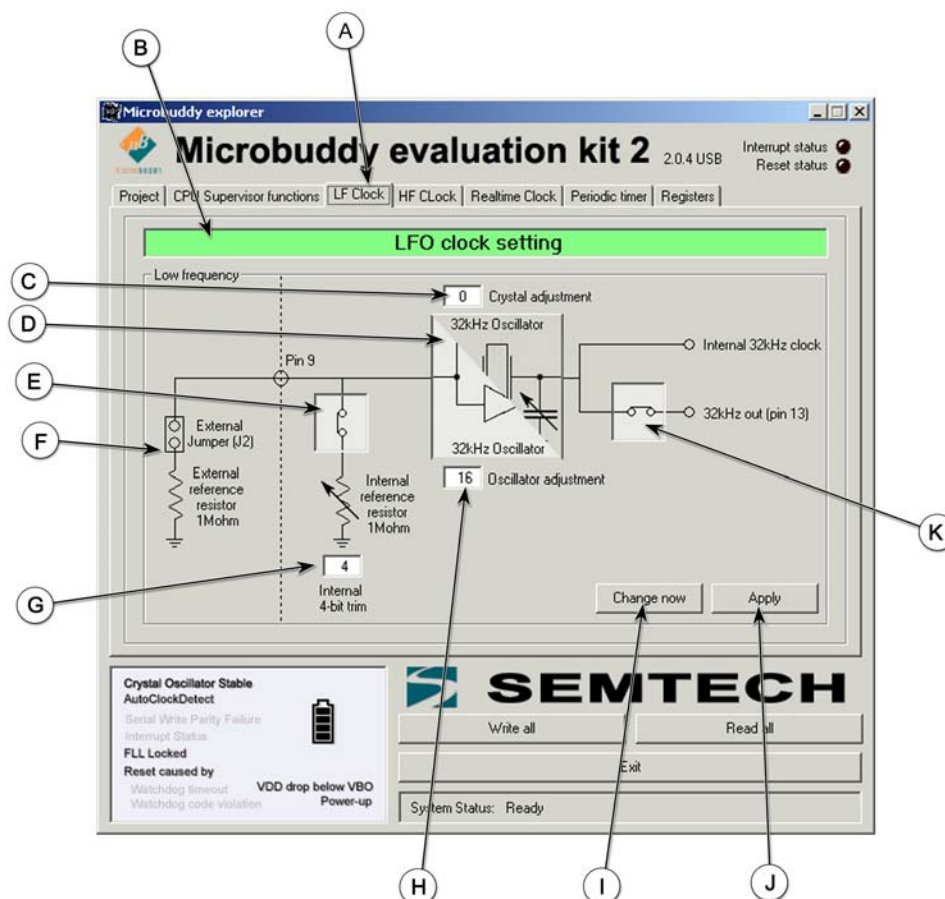 A
B
Microbuddy explorer
Microbuddy evaluation kit 2 2.0.4 USB
Interrupt status
Reset status
Project CPU Supervisor functions LF Clock HF CLock Realtime Clock Periodic timer Registers
LFO clock setting
Low frequency
C
0 Crystal adjustment
D
32kHz Oscillator
Internal 32kHz clock
Pin 9
E
32kHz out (pin 13)
F
External
Jumper (J2)
32kHz Oscillator
External
reference
resistor
1Mohm
Internal
reference
resistor
1Mohm
16 Oscillator adjustment
K
G
4
Internal
4-bit trim
Change now
Apply
Crystal Oscillator Stable
AutoClockDetect
Serial Write Parity Failure
Interrupt Status
FLL Locked
Reset caused by
Watchdog timeout
Watchdog code violation
VDD drop below VBO
Power-up
SEMTECH
Write all
Read all
Exit
System Status: Ready
H
I
J